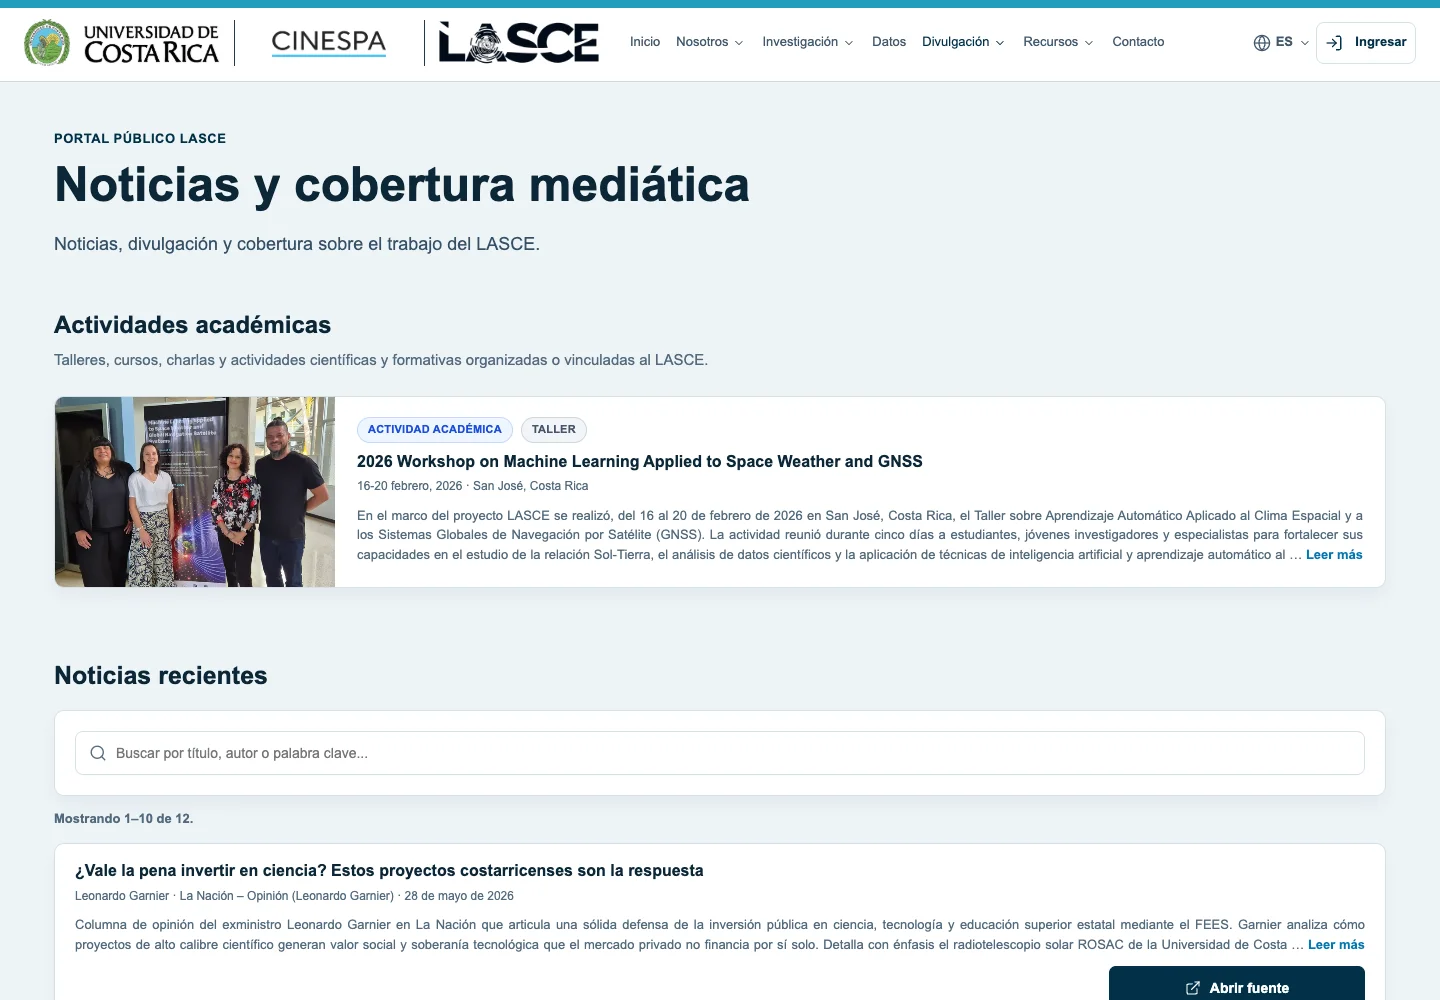 UNIVERSIDAD DE
COSTA RICA
CINESPA
LASCE
Inicio
Nosotros
Investigación
Datos
Divulgación
Recursos
Contacto
ES
Ingresar
PORTAL PÚBLICO LASCE
Noticias y cobertura mediática
Noticias, divulgación y cobertura sobre el trabajo del LASCE.
Actividades académicas
Talleres, cursos, charlas y actividades científicas y formativas organizadas o vinculadas al LASCE.
ACTIVIDAD ACADÉMICA
TALLER
2026 Workshop on Machine Learning Applied to Space Weather and GNSS
16-20 febrero, 2026 · San José, Costa Rica
En el marco del proyecto LASCE se realizó, del 16 al 20 de febrero de 2026 en San José, Costa Rica, el Taller sobre Aprendizaje Automático Aplicado al Clima Espacial y a
los Sistemas Globales de Navegación por Satélite (GNSS). La actividad reunió durante cinco días a estudiantes, jóvenes investigadores y especialistas para fortalecer sus
capacidades en el estudio de la relación Sol-Tierra, el análisis de datos científicos y la aplicación de técnicas de inteligencia artificial y aprendizaje automático al … Leer más
Noticias recientes
Buscar por título, autor o palabra clave...
Mostrando 1–10 de 12.
¿Vale la pena invertir en ciencia? Estos proyectos costarricenses son la respuesta
Leonardo Garnier · La Nación – Opinión (Leonardo Garnier) · 28 de mayo de 2026
Columna de opinión del exministro Leonardo Garnier en La Nación que articula una sólida defensa de la inversión pública en ciencia, tecnología y educación superior estatal mediante el FEES. Garnier analiza cómo
proyectos de alto calibre científico generan valor social y soberanía tecnológica que el mercado privado no financia por sí solo. Detalla con énfasis el radiotelescopio solar ROSAC de la Universidad de Costa … Leer más
Abrir fuente